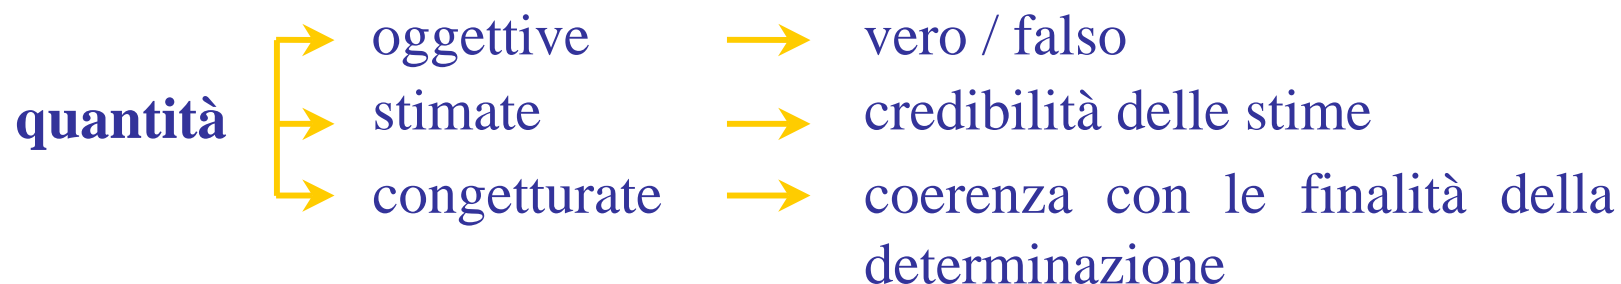 oggettive vero / falso
quantità stimate credibilità delle stime
congetturate coerenza con le finalità della
determinazione